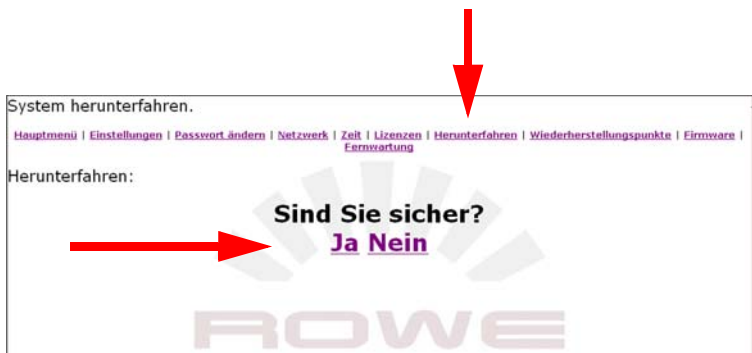 System herunterfahren.
Hauptmenü | Einstellungen | Passwort ändern | Netzwerk | Zeit | Lizenzen | Herunterfahren | Wiederherstellungspunkte | Firmware |
Fernwartung
Herunterfahren:
Sind Sie sicher?
Ja Nein
ROWE